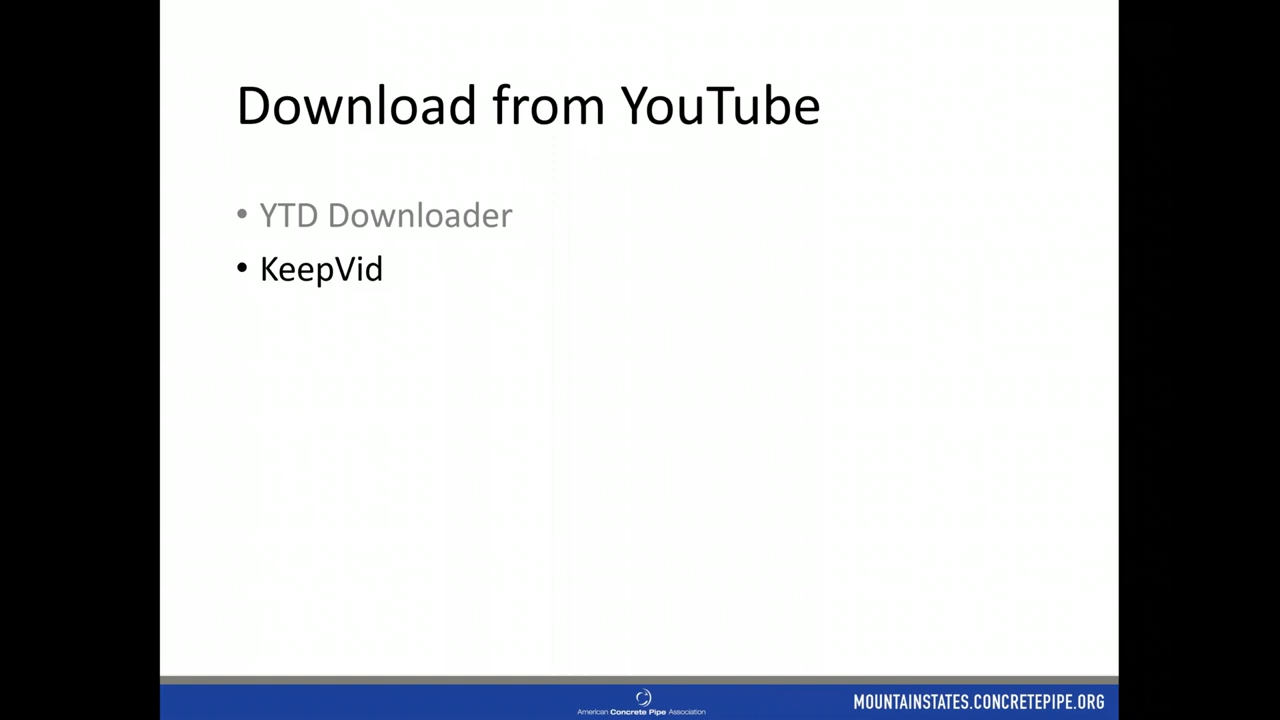 Download from YouTube
• YTD Downloader
• KeepVid
American Concrete Pipe Association
MOUNTAINSTATES.CONCRETEPIPE.ORG